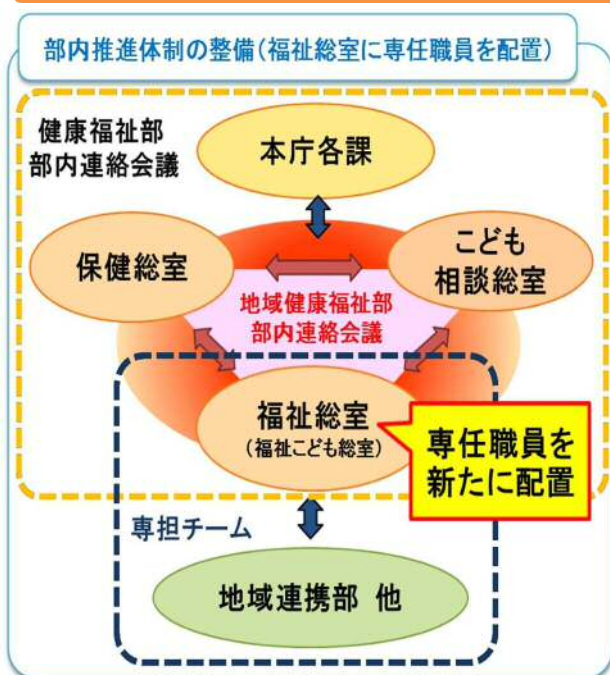 部内推進体制の整備(福祉総室に専任職員を配置)
健康福祉部
部内連絡会議
本庁各課
保健総室
こども
相談総室
地域健康福祉部
部内連絡会議
福祉総室
(福祉こども総室)
専任職員を
新たに配置
専担チーム
地域連携部 他